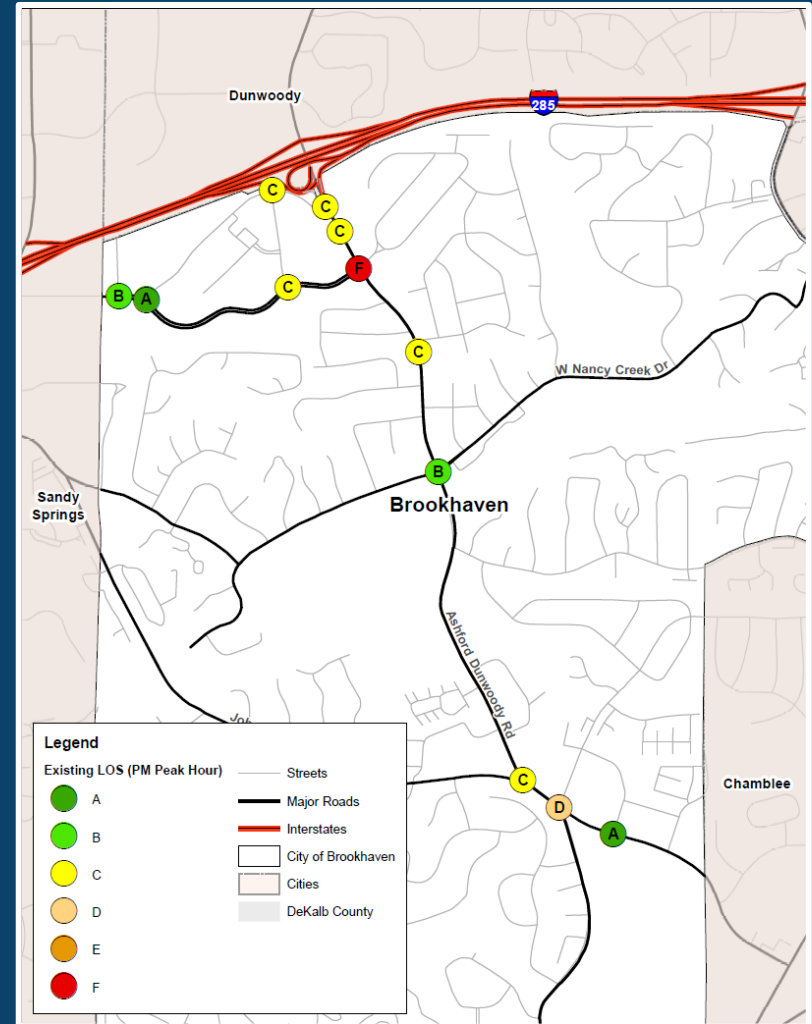 Dunwoody
285
C
C
C
F
C
B
A
C
W Nancy Creek Dr
B
Brookhaven
Sandy
Springs
Ashford Dunwoody Rd
Chamblee
C
D
A
Legend
Existing LOS (PM Peak Hour)
A
B
C
D
E
F
Streets
Major Roads
Interstates
City of Brookhaven
Cities
DeKalb County